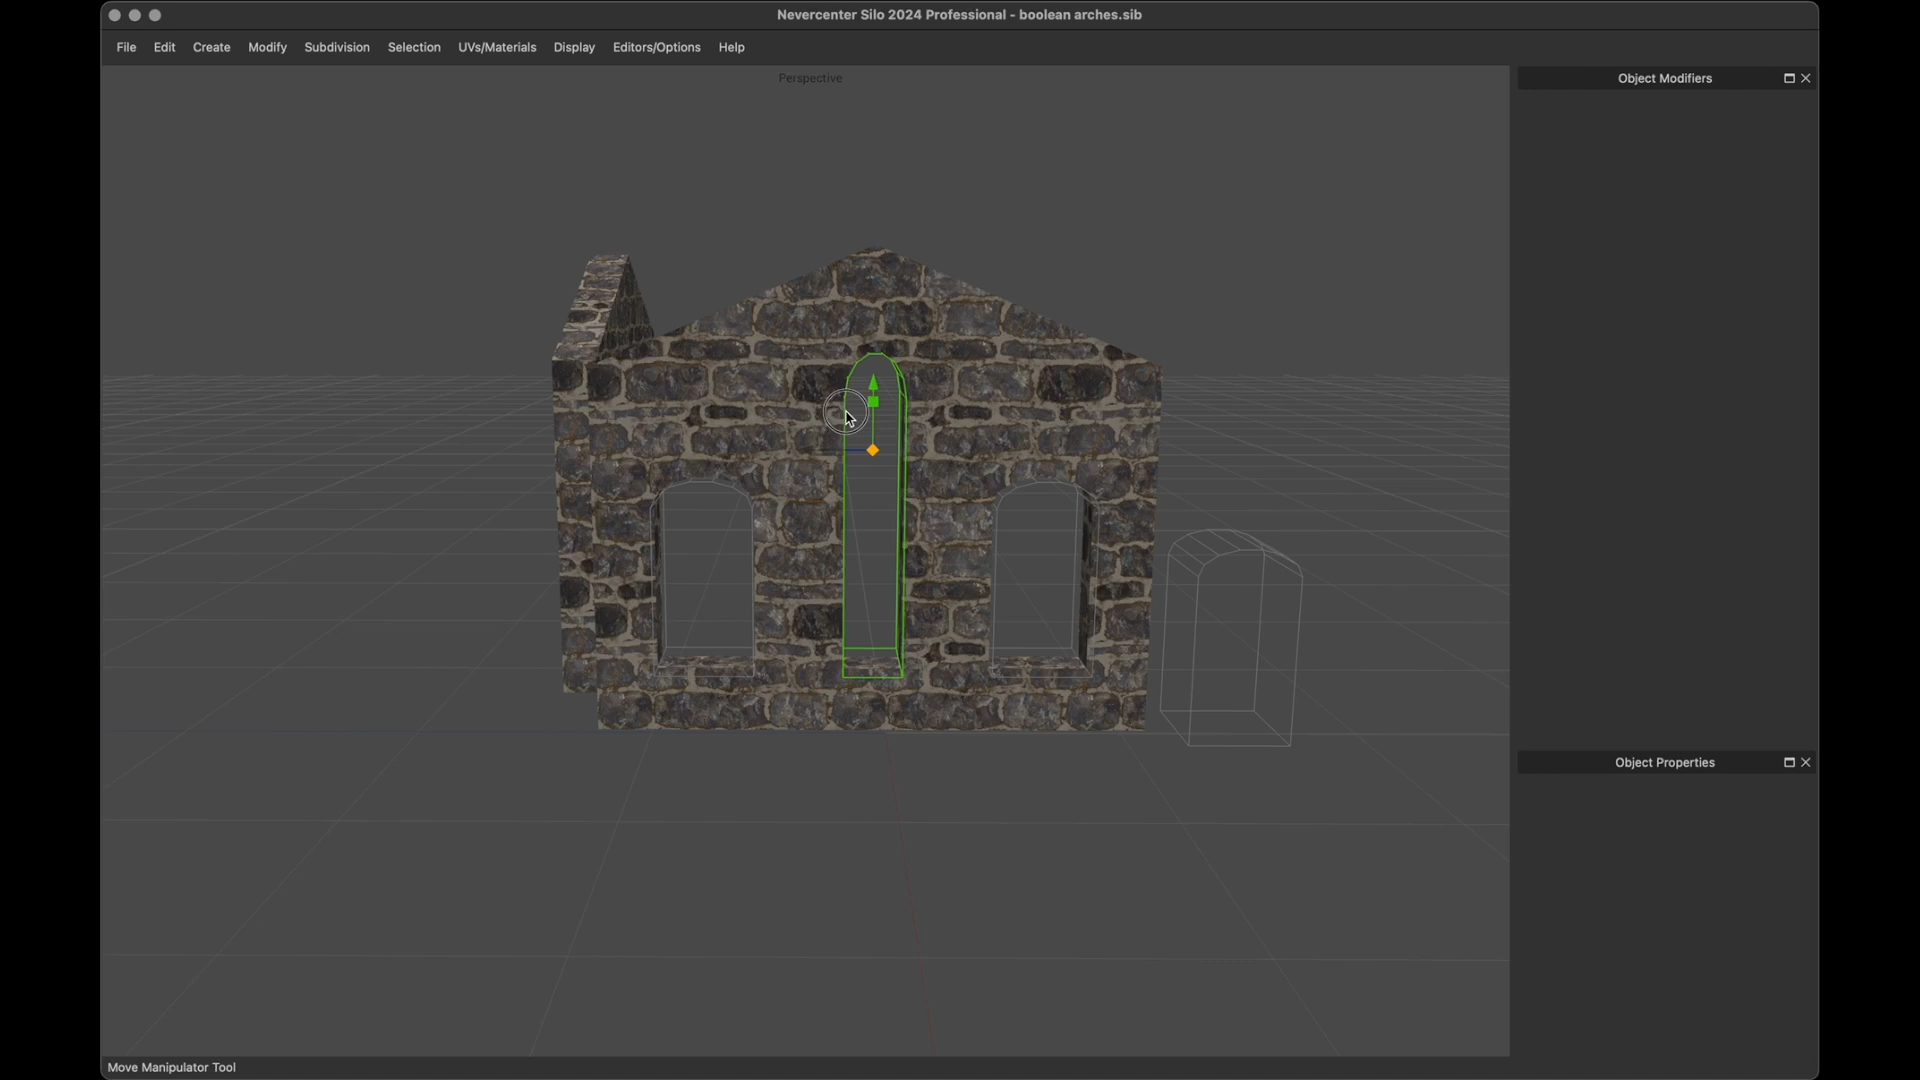 Nevercenter Silo 2024 Professional - boolean arches.sib
File Edit Create Modify Subdivision Selection UVs/Materials Display Editors/Options Help
Perspective
Object Modifiers
Object Properties
Move Manipulator Tool